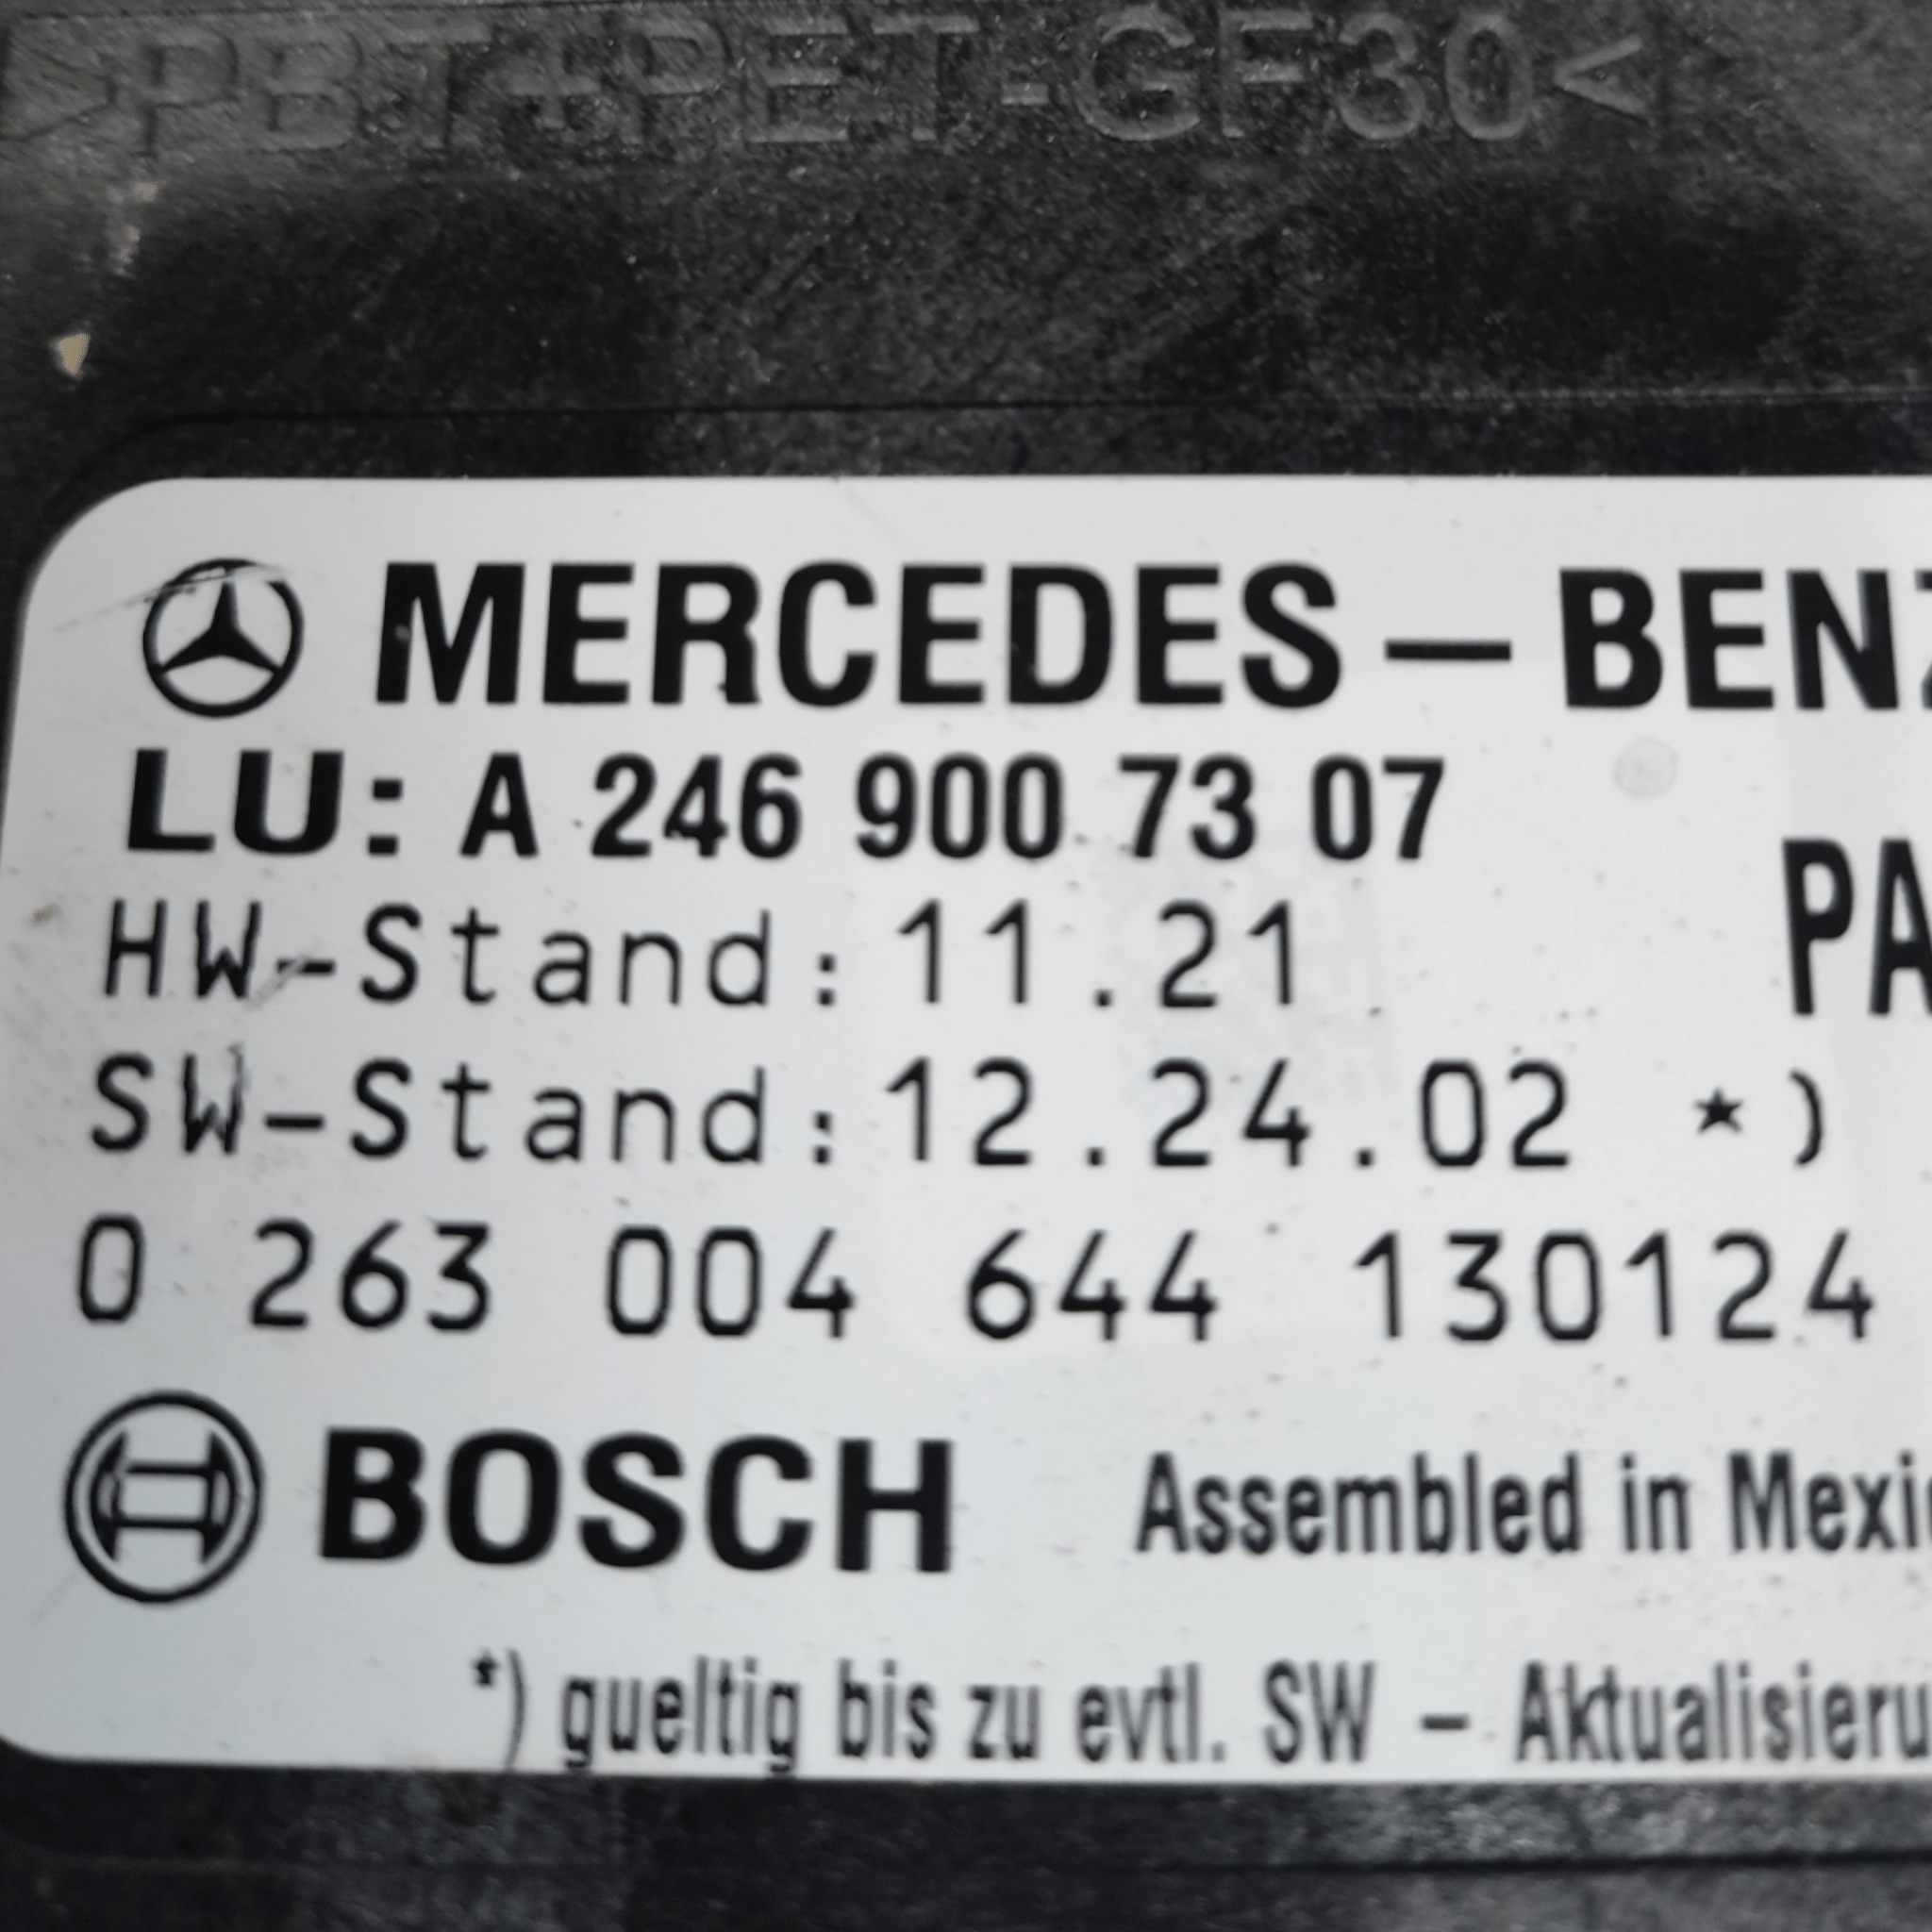 >PBT+PET-GF30<
MERCEDES-BENZ
LU: A 246 900 73 07
PA
HW-Stand: 11.21
SW-Stand: 12.24.02 *)
0 263 004 644 130124
BOSCH Assembled in Mexi
*) gueltig bis zu evtl. SW - Aktualisieru